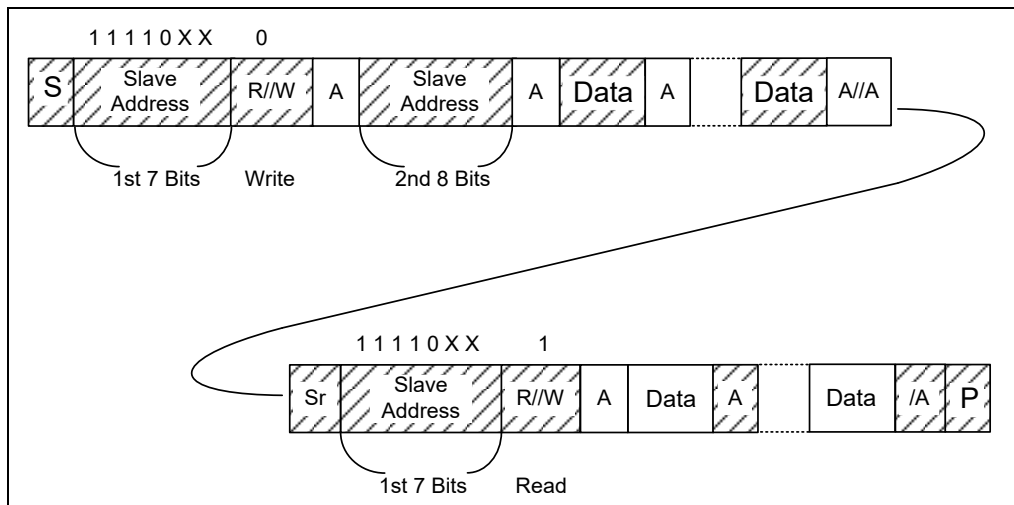 1 1 1 1 0 X X 0
S Slave Address R//W A Slave Address A Data A Data A//A
1st 7 Bits Write 2nd 8 Bits
1 1 1 1 0 X X 1
Sr Slave Address R//W A Data A Data /A P
1st 7 Bits Read